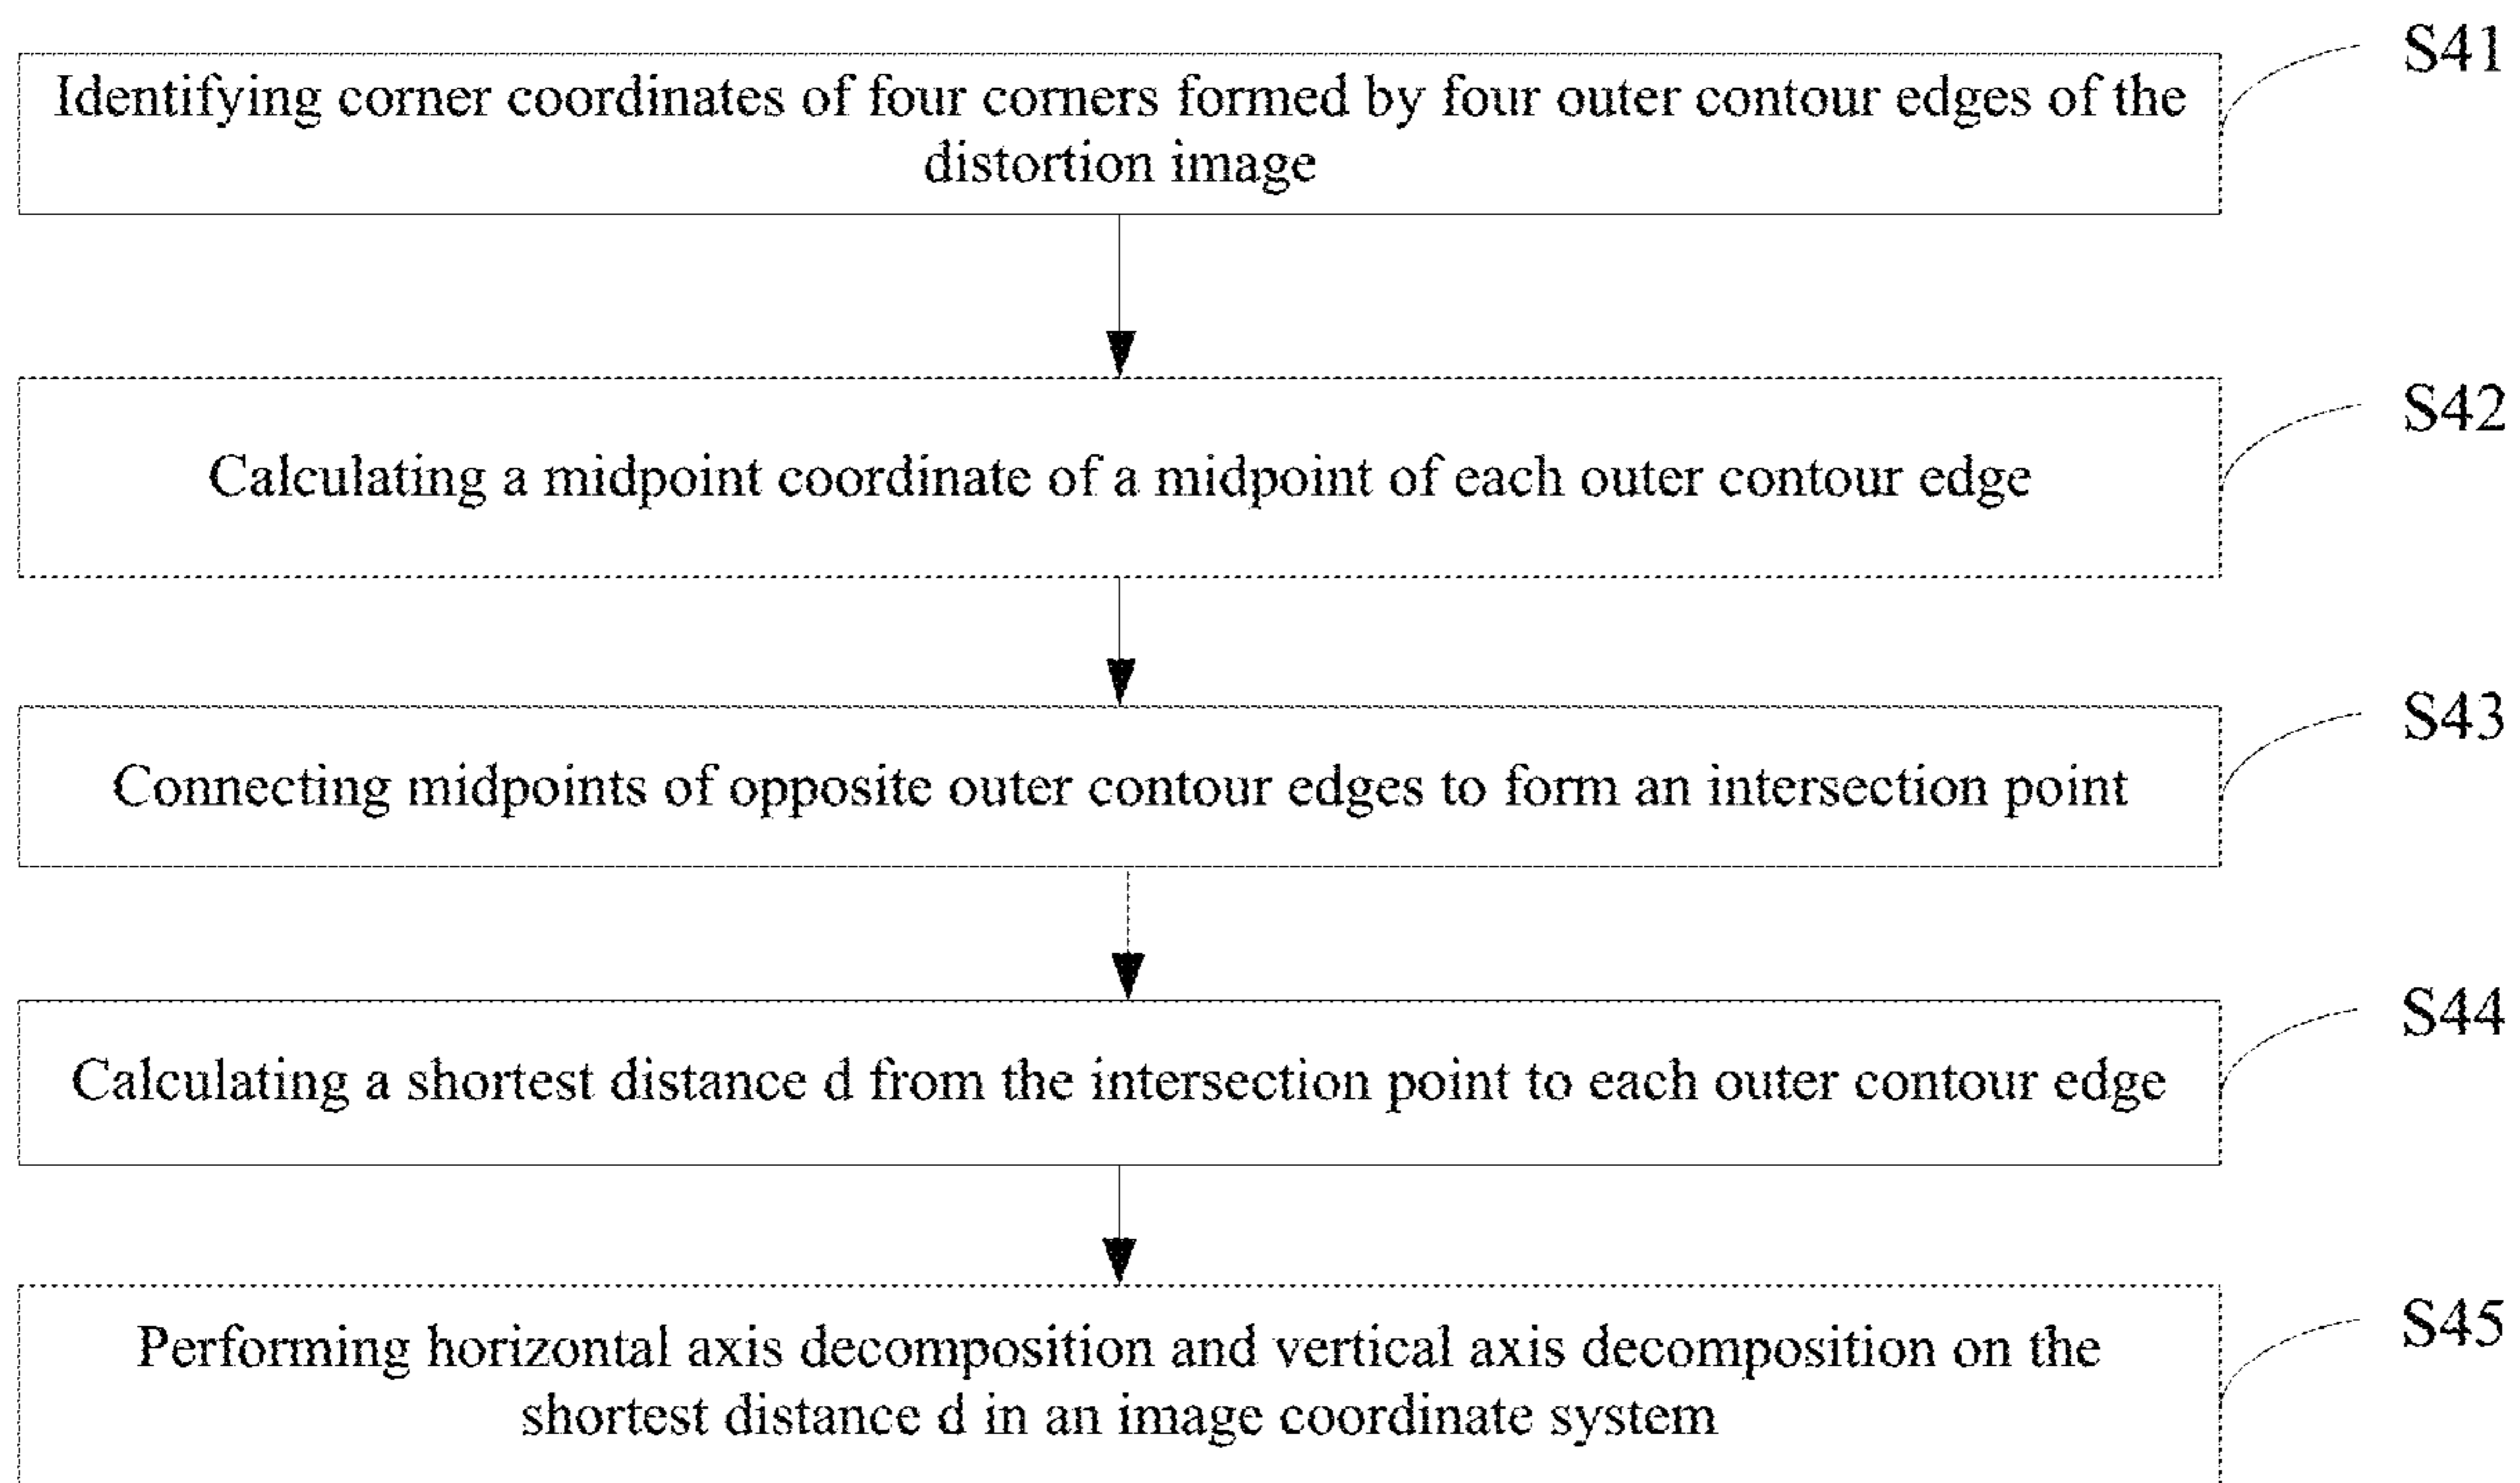 S41
Identifying corner coordinates of four corners formed by four outer contour edges of the
distortion image
S42
Calculating a midpoint coordinate of a midpoint of each outer contour edge
S43
Connecting midpoints of opposite outer contour edges to form an intersection point
S44
Calculating a shortest distance d from the intersection point to each outer contour edge
S45
Performing horizontal axis decomposition and vertical axis decomposition on the
shortest distance d in an image coordinate system